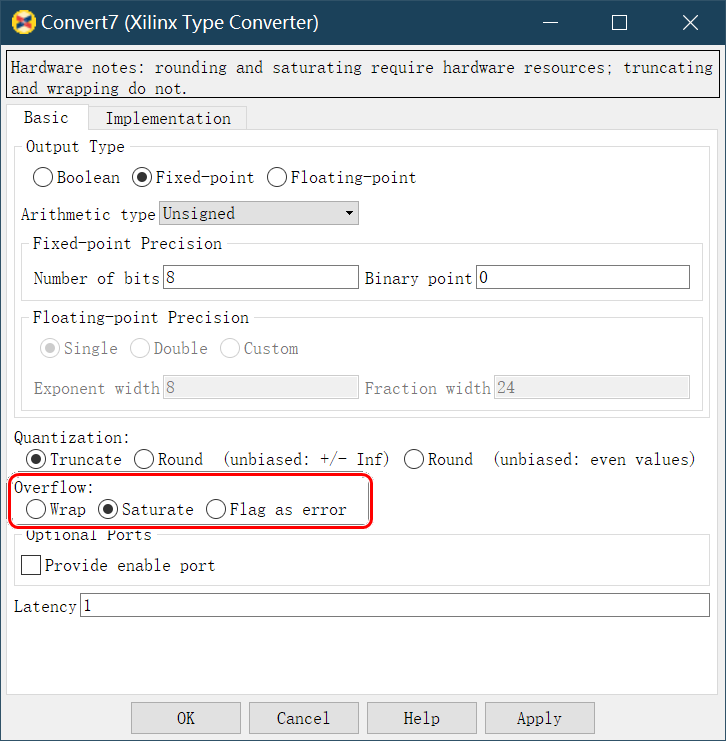 Convert7 (Xilinx Type Converter)
Hardware notes: rounding and saturating require hardware resources; truncating
and wrapping do not.
Basic Implementation
Output Type
Boolean Fixed-point Floating-point
Arithmetic type Unsigned
Fixed-point Precision
Number of bits 8 Binary point 0
Floating-point Precision
Single Double Custom
Exponent width 8 Fraction width 24
Quantization:
Truncate Round (unbiased: +/- Inf) Round (unbiased: even values)
Overflow:
Wrap Saturate Flag as error
Optional Ports
Provide enable port
Latency 1
OK Cancel Help Apply